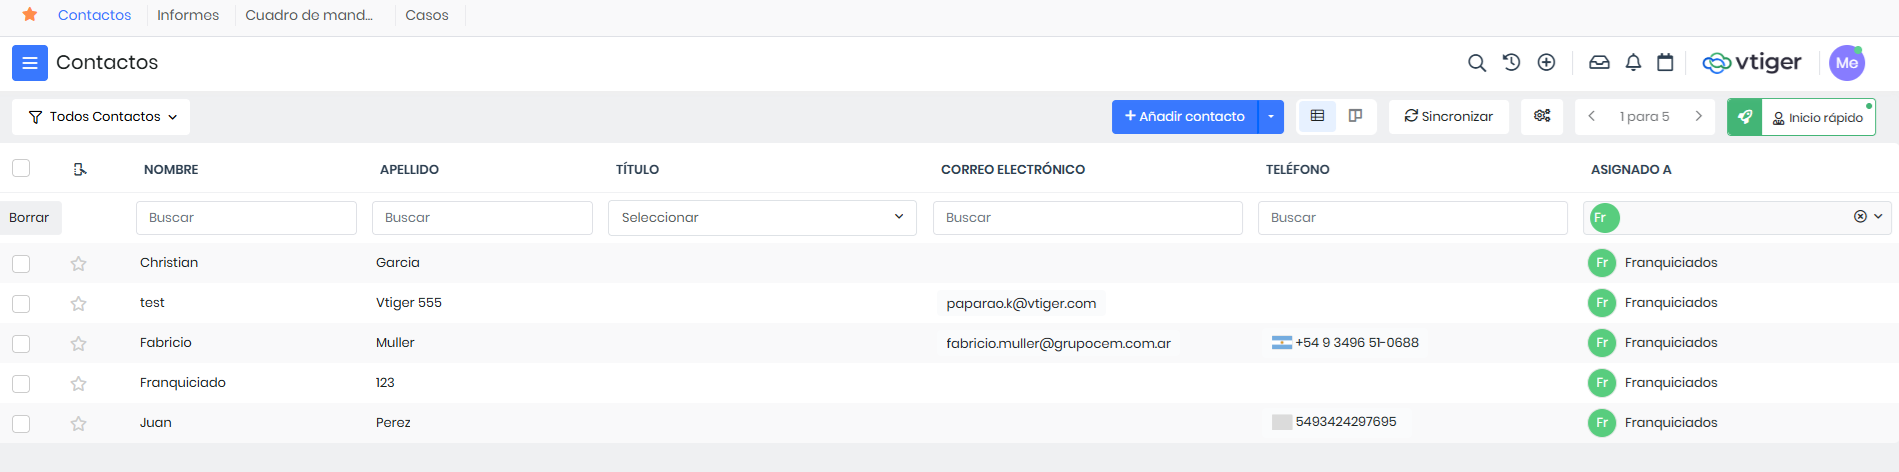 Contactos Informes Cuadro de mand... Casos
Contactos vtiger Me
Todos Contactos + Añadir contacto Sincronizar 1 para 5 Inicio rápido
NOMBRE APELLIDO TÍTULO CORREO ELECTRÓNICO TELÉFONO ASIGNADO A
Borrar Buscar Buscar Seleccionar Buscar Buscar Fr
Christian Garcia Fr Franquiciados
test Vtiger 555 paparao.k@vtiger.com Fr Franquiciados
Fabricio Muller fabricio.muller@grupocem.com.ar +54 9 3496 51-0688 Fr Franquiciados
Franquiciado 123 Fr Franquiciados
Juan Perez 5493424297695 Fr Franquiciados